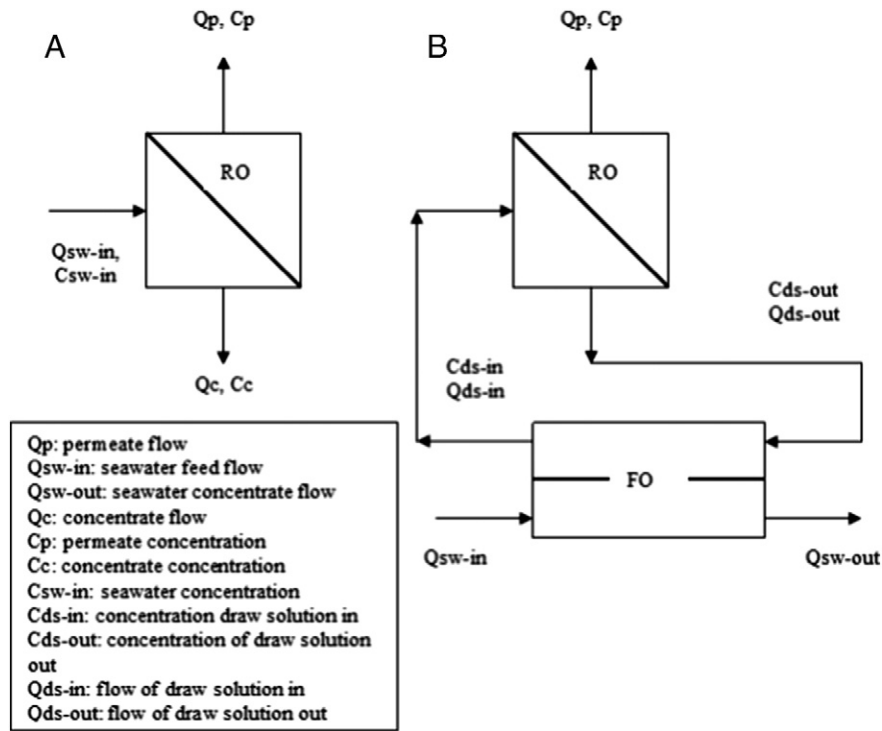 A
Qp, Cp
RO
Qsw-in,
Csw-in
Qc, Cc
B
Qp, Cp
RO
Cds-out
Qds-out
Cds-in
Qds-in
FO
Qsw-in
Qsw-out
Qp: permeate flow
Qsw-in: seawater feed flow
Qsw-out: seawater concentrate flow
Qc: concentrate flow
Cp: permeate concentration
Cc: concentrate concentration
Csw-in: seawater concentration
Cds-in: concentration draw solution in
Cds-out: concentration of draw solution
out
Qds-in: flow of draw solution in
Qds-out: flow of draw solution out